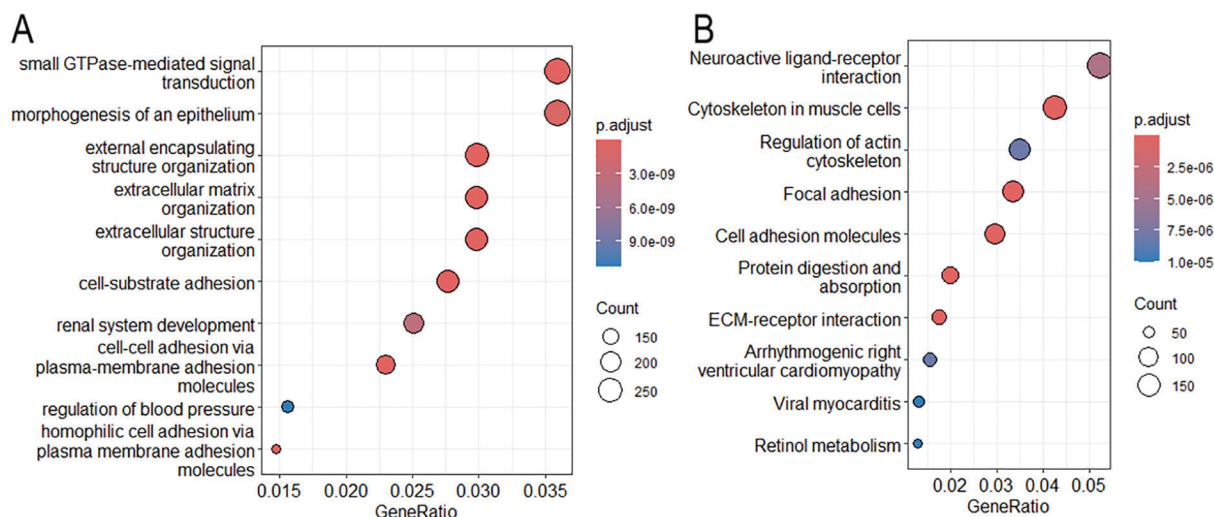 A
small GTPase-mediated signal
transduction
morphogenesis of an epithelium
external encapsulating
structure organization
extracellular matrix
organization
extracellular structure
organization
cell-substrate adhesion
renal system development
cell-cell adhesion via
plasma-membrane adhesion
molecules
regulation of blood pressure
homophilic cell adhesion via
plasma membrane adhesion
molecules
0.015 0.020 0.025 0.030 0.035
GeneRatio
p.adjust
3.0e-09
6.0e-09
9.0e-09
Count
150
200
250
B
Neuroactive ligand-receptor
interaction
Cytoskeleton in muscle cells
Regulation of actin
cytoskeleton
Focal adhesion
Cell adhesion molecules
Protein digestion and
absorption
ECM-receptor interaction
Arrhythmogenic right
ventricular cardiomyopathy
Viral myocarditis
Retinol metabolism
0.02 0.03 0.04 0.05
GeneRatio
p.adjust
2.5e-06
5.0e-06
7.5e-06
1.0e-05
Count
50
100
150